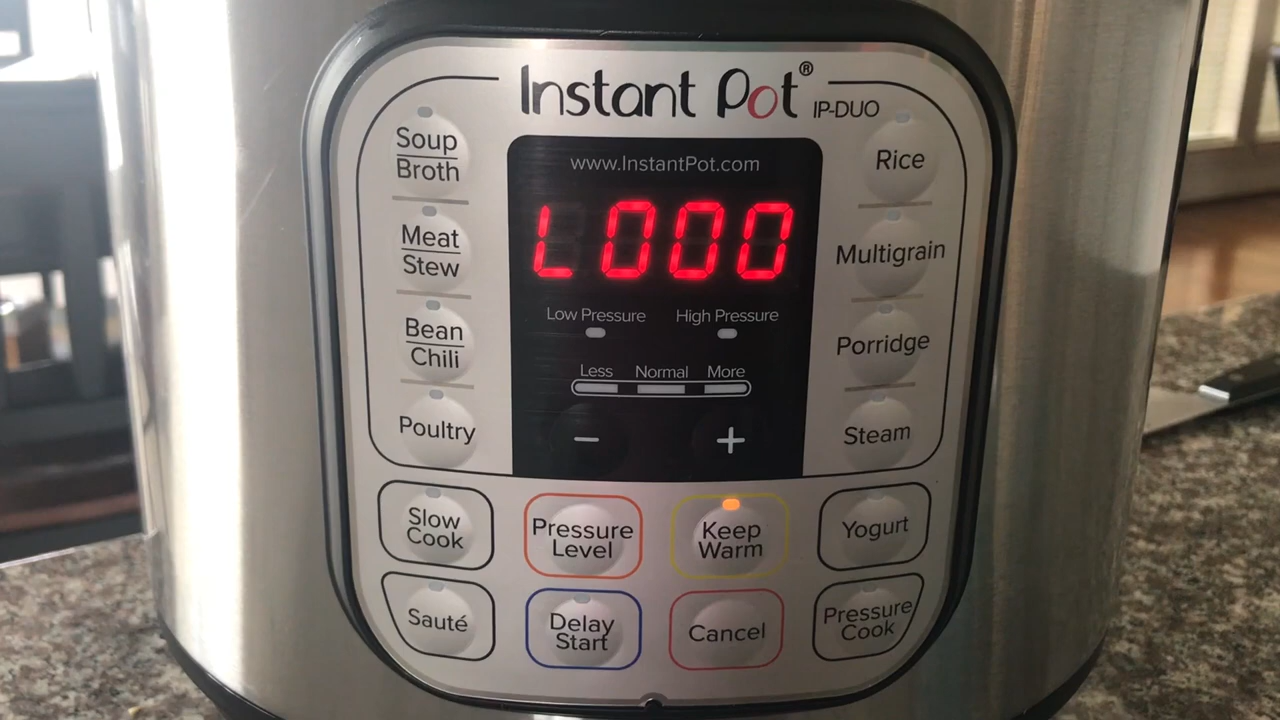 Instant Pot® IP-DUO
www.InstantPot.com
L000
Low Pressure High Pressure
Less Normal More
− +
Soup
Broth
Meat
Stew
Bean
Chili
Poultry
Rice
Multigrain
Porridge
Steam
Slow
Cook
Pressure
Level
Keep
Warm
Yogurt
Sauté
Delay
Start
Cancel
Pressure
Cook